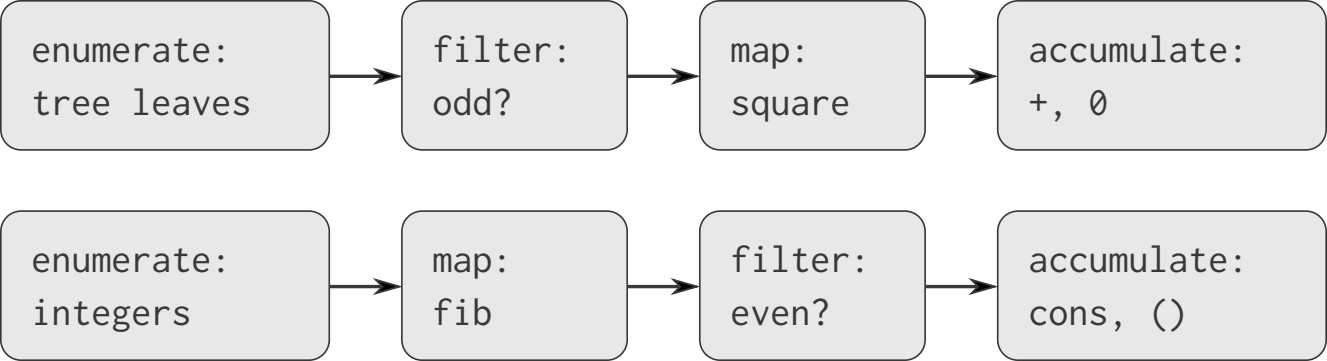 enumerate:
tree leaves
filter:
odd?
map:
square
accumulate:
+, 0
enumerate:
integers
map:
fib
filter:
even?
accumulate:
cons, ()